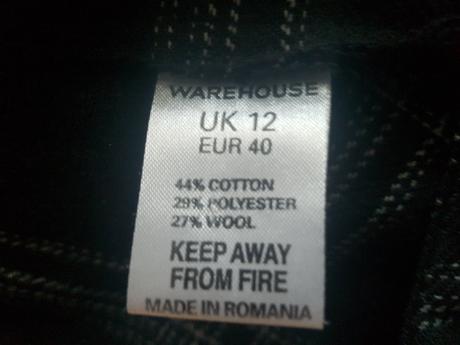 WAREHOUSE
UK 12
EUR 40
44% COTTON
29% POLYESTER
27% WOOL
KEEP AWAY
FROM FIRE
MADE IN ROMANIA